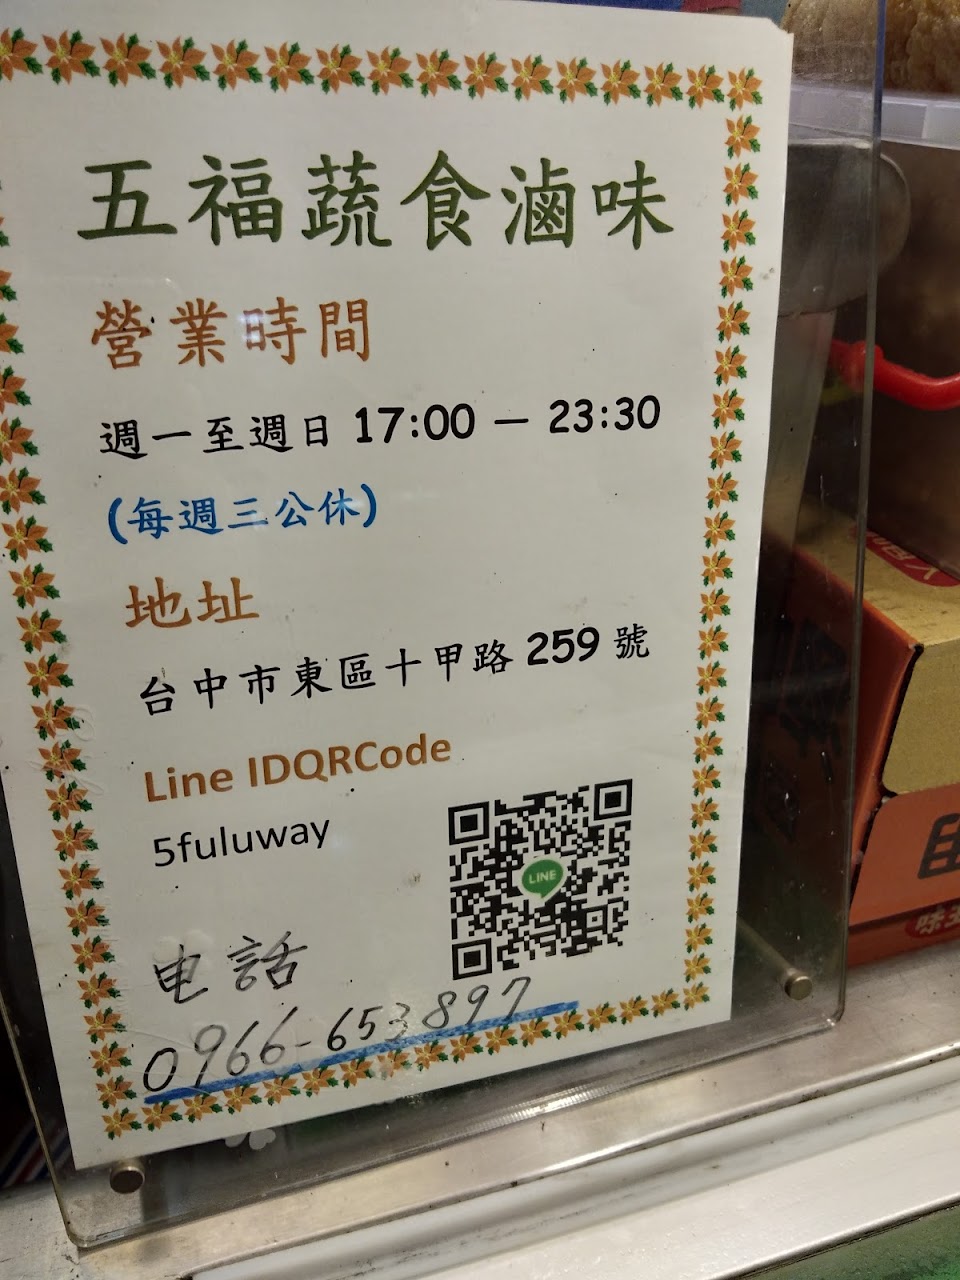 五福蔬食滷味
營業時間
週一至週日 17:00 — 23:30
(每週三公休)
地址
台中市東區十甲路 259 號
Line IDQRCode
5fuluway
LINE
电話
0966-653897